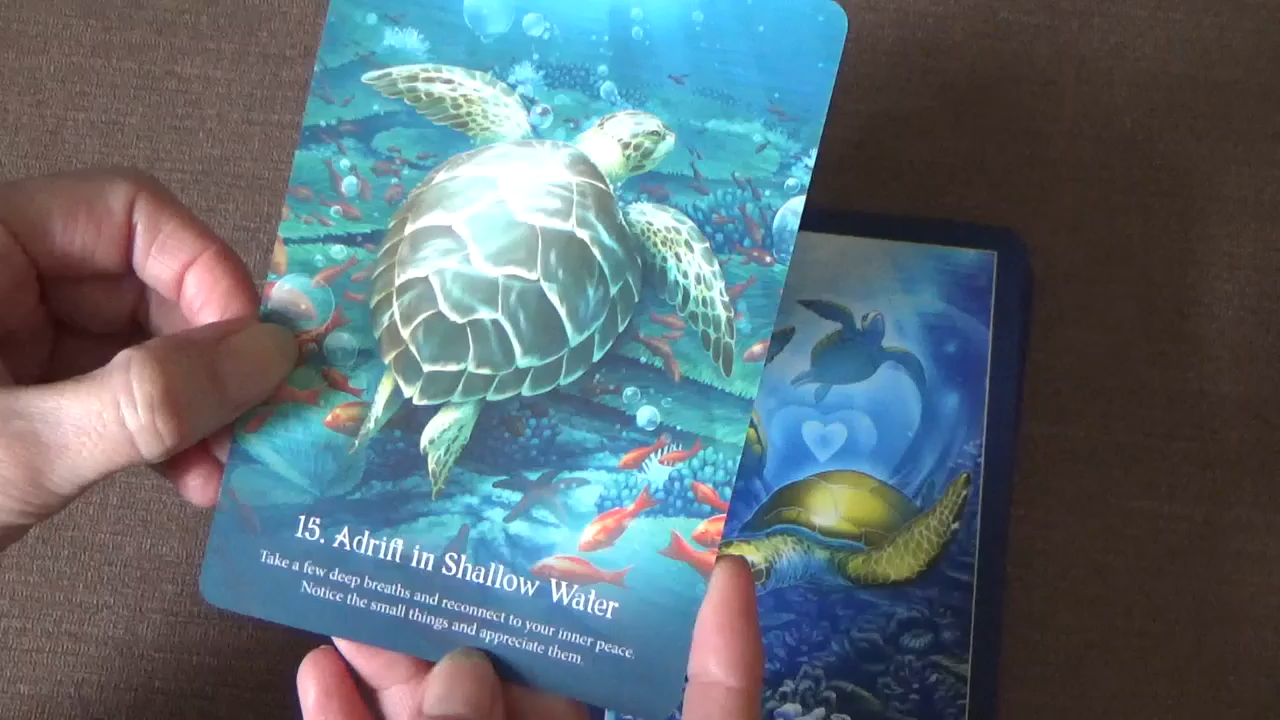 15. Adrift in Shallow Water
Take a few deep breaths and reconnect to your inner peace.
Notice the small things and appreciate them.